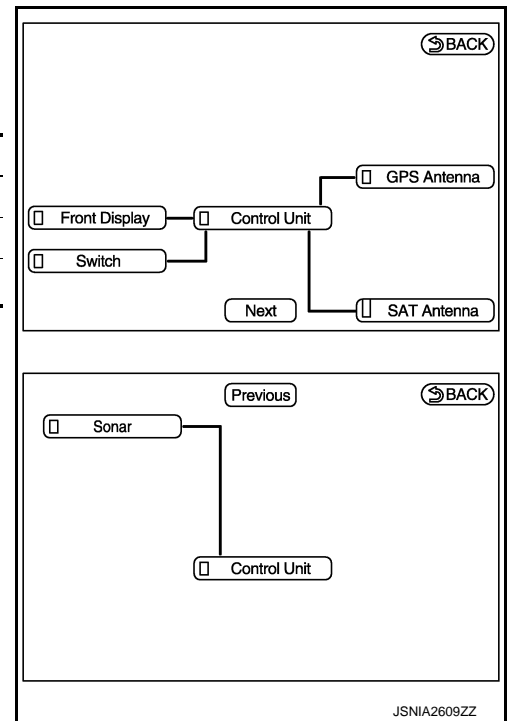 BACK
GPS Antenna
Front Display
Control Unit
Switch
Next
SAT Antenna
Previous
BACK
Sonar
Control Unit
JSNIA2609ZZ